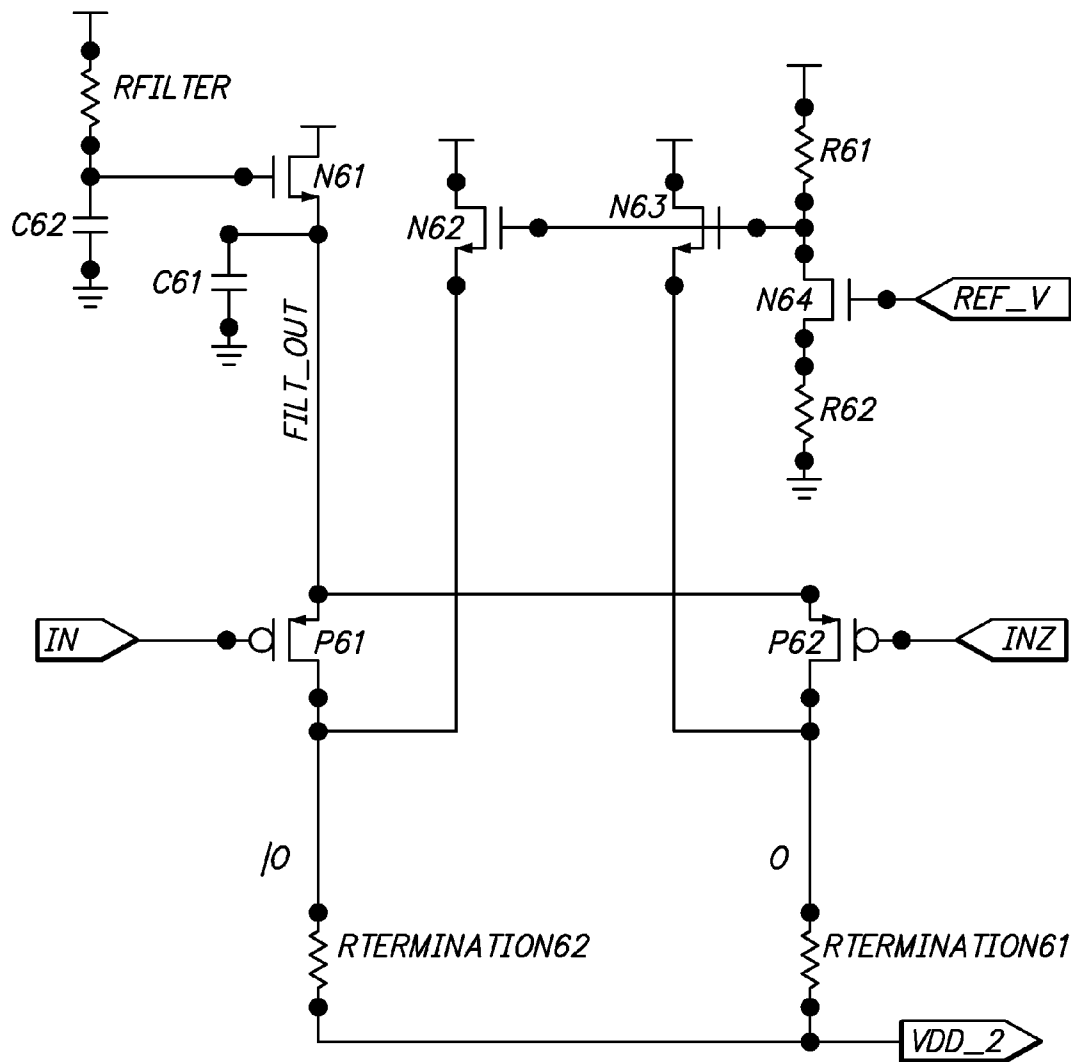 RFILTER
R61
N61
N63
C62
N62
C61
N64
REF_V
FILT_OUT
R62
IN
P61
P62
INZ
/O
O
RTERMINATION62
RTERMINATION61
VDD_2